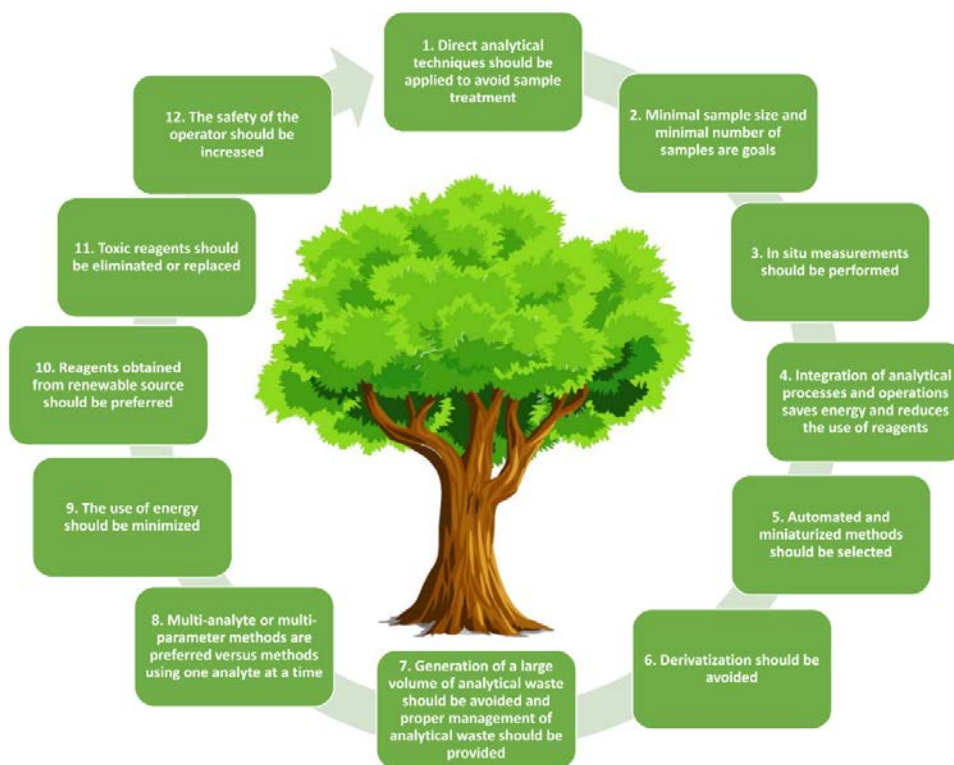 1. Direct analytical
techniques should be
applied to avoid sample
treatment
2. Minimal sample size and
minimal number of
samples are goals
3. In situ measurements
should be performed
4. Integration of analytical
processes and operations
saves energy and reduces
the use of reagents
5. Automated and
miniaturized methods
should be selected
6. Derivatization should be
avoided
7. Generation of a large
volume of analytical waste
should be avoided and
proper management of
analytical waste should be
provided
8. Multi-analyte or multi-
parameter methods are
preferred versus methods
using one analyte at a time
9. The use of energy
should be minimized
10. Reagents obtained
from renewable source
should be preferred
11. Toxic reagents should
be eliminated or replaced
12. The safety of the
operator should be
increased